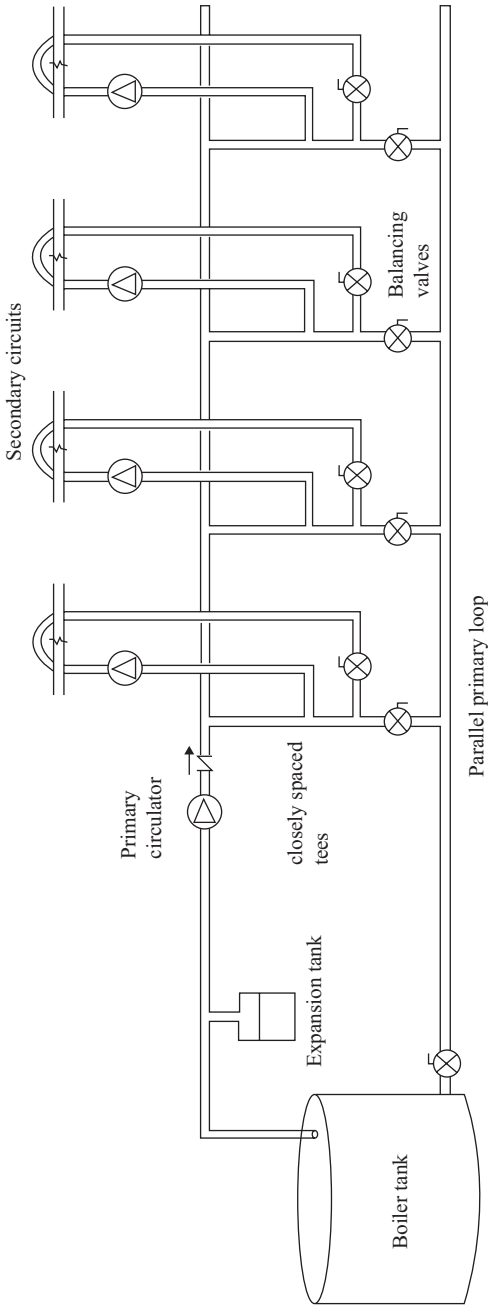 Secondary circuits
Primary
circulator
closely spaced
tees
Balancing
valves
Expansion tank
Boiler tank
Parallel primary loop